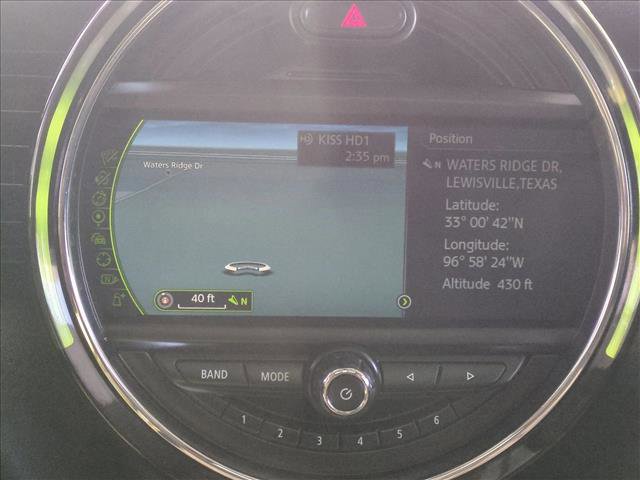 KISS HD1
2:35 pm
Waters Ridge Dr
40 ft N
Position
N WATERS RIDGE DR,
LEWISVILLE,TEXAS
Latitude:
33° 00' 42"N
Longitude:
96° 58' 24"W
Altitude 430 ft
BAND
MODE
1 2 3 4 5 6